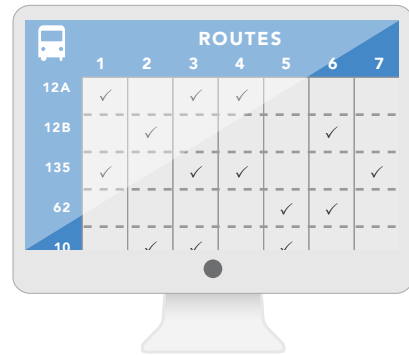 ROUTES
1 2 3 4 5 6 7
12A ✓ ✓ ✓
12B ✓ ✓
135 ✓ ✓ ✓ ✓
62 ✓ ✓
10 ✓ ✓ ✓